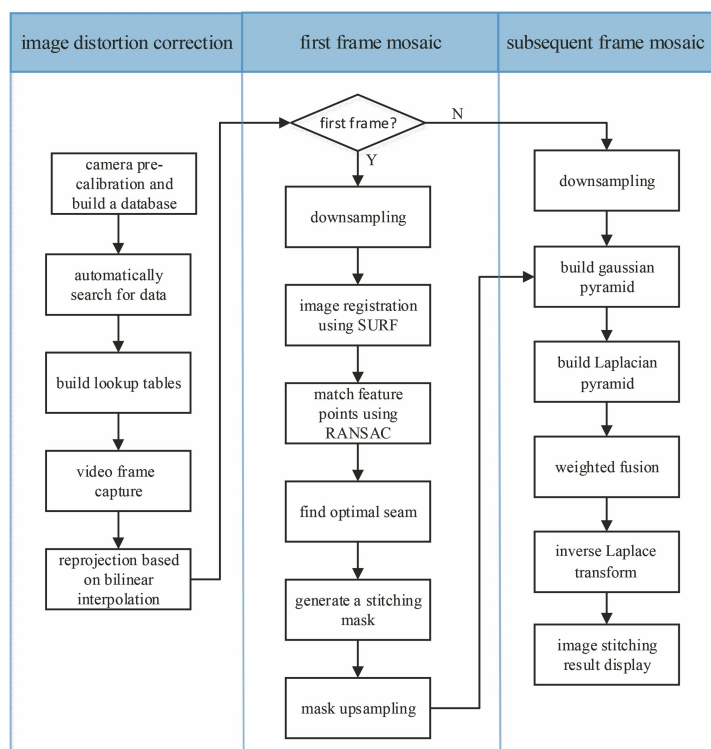 image distortion correction
first frame mosaic
subsequent frame mosaic
camera pre-
calibration and
build a database
automatically
search for data
build lookup tables
video frame
capture
reprojection based
on bilinear
interpolation
first frame?
N
Y
downsampling
image registration
using SURF
match feature
points using
RANSAC
find optimal seam
generate a stitching
mask
mask upsampling
downsampling
build gaussian
pyramid
build Laplacian
pyramid
weighted fusion
inverse Laplace
transform
image stitching
result display